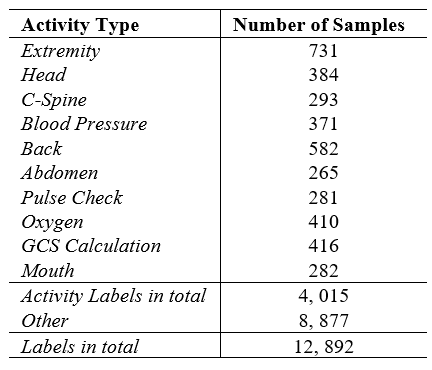 Activity Type Number of Samples
Extremity 731
Head 384
C-Spine 293
Blood Pressure 371
Back 582
Abdomen 265
Pulse Check 281
Oxygen 410
GCS Calculation 416
Mouth 282
Activity Labels in total 4, 015
Other 8, 877
Labels in total 12, 892